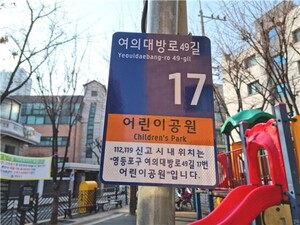 여의대방로49길
Yeouidaebang-ro 49-gil
17
어린이공원
Children's Park
112,119 신고 시 내 위치는
"영등포구 여의대방로49길 17번
어린이공원"입니다.